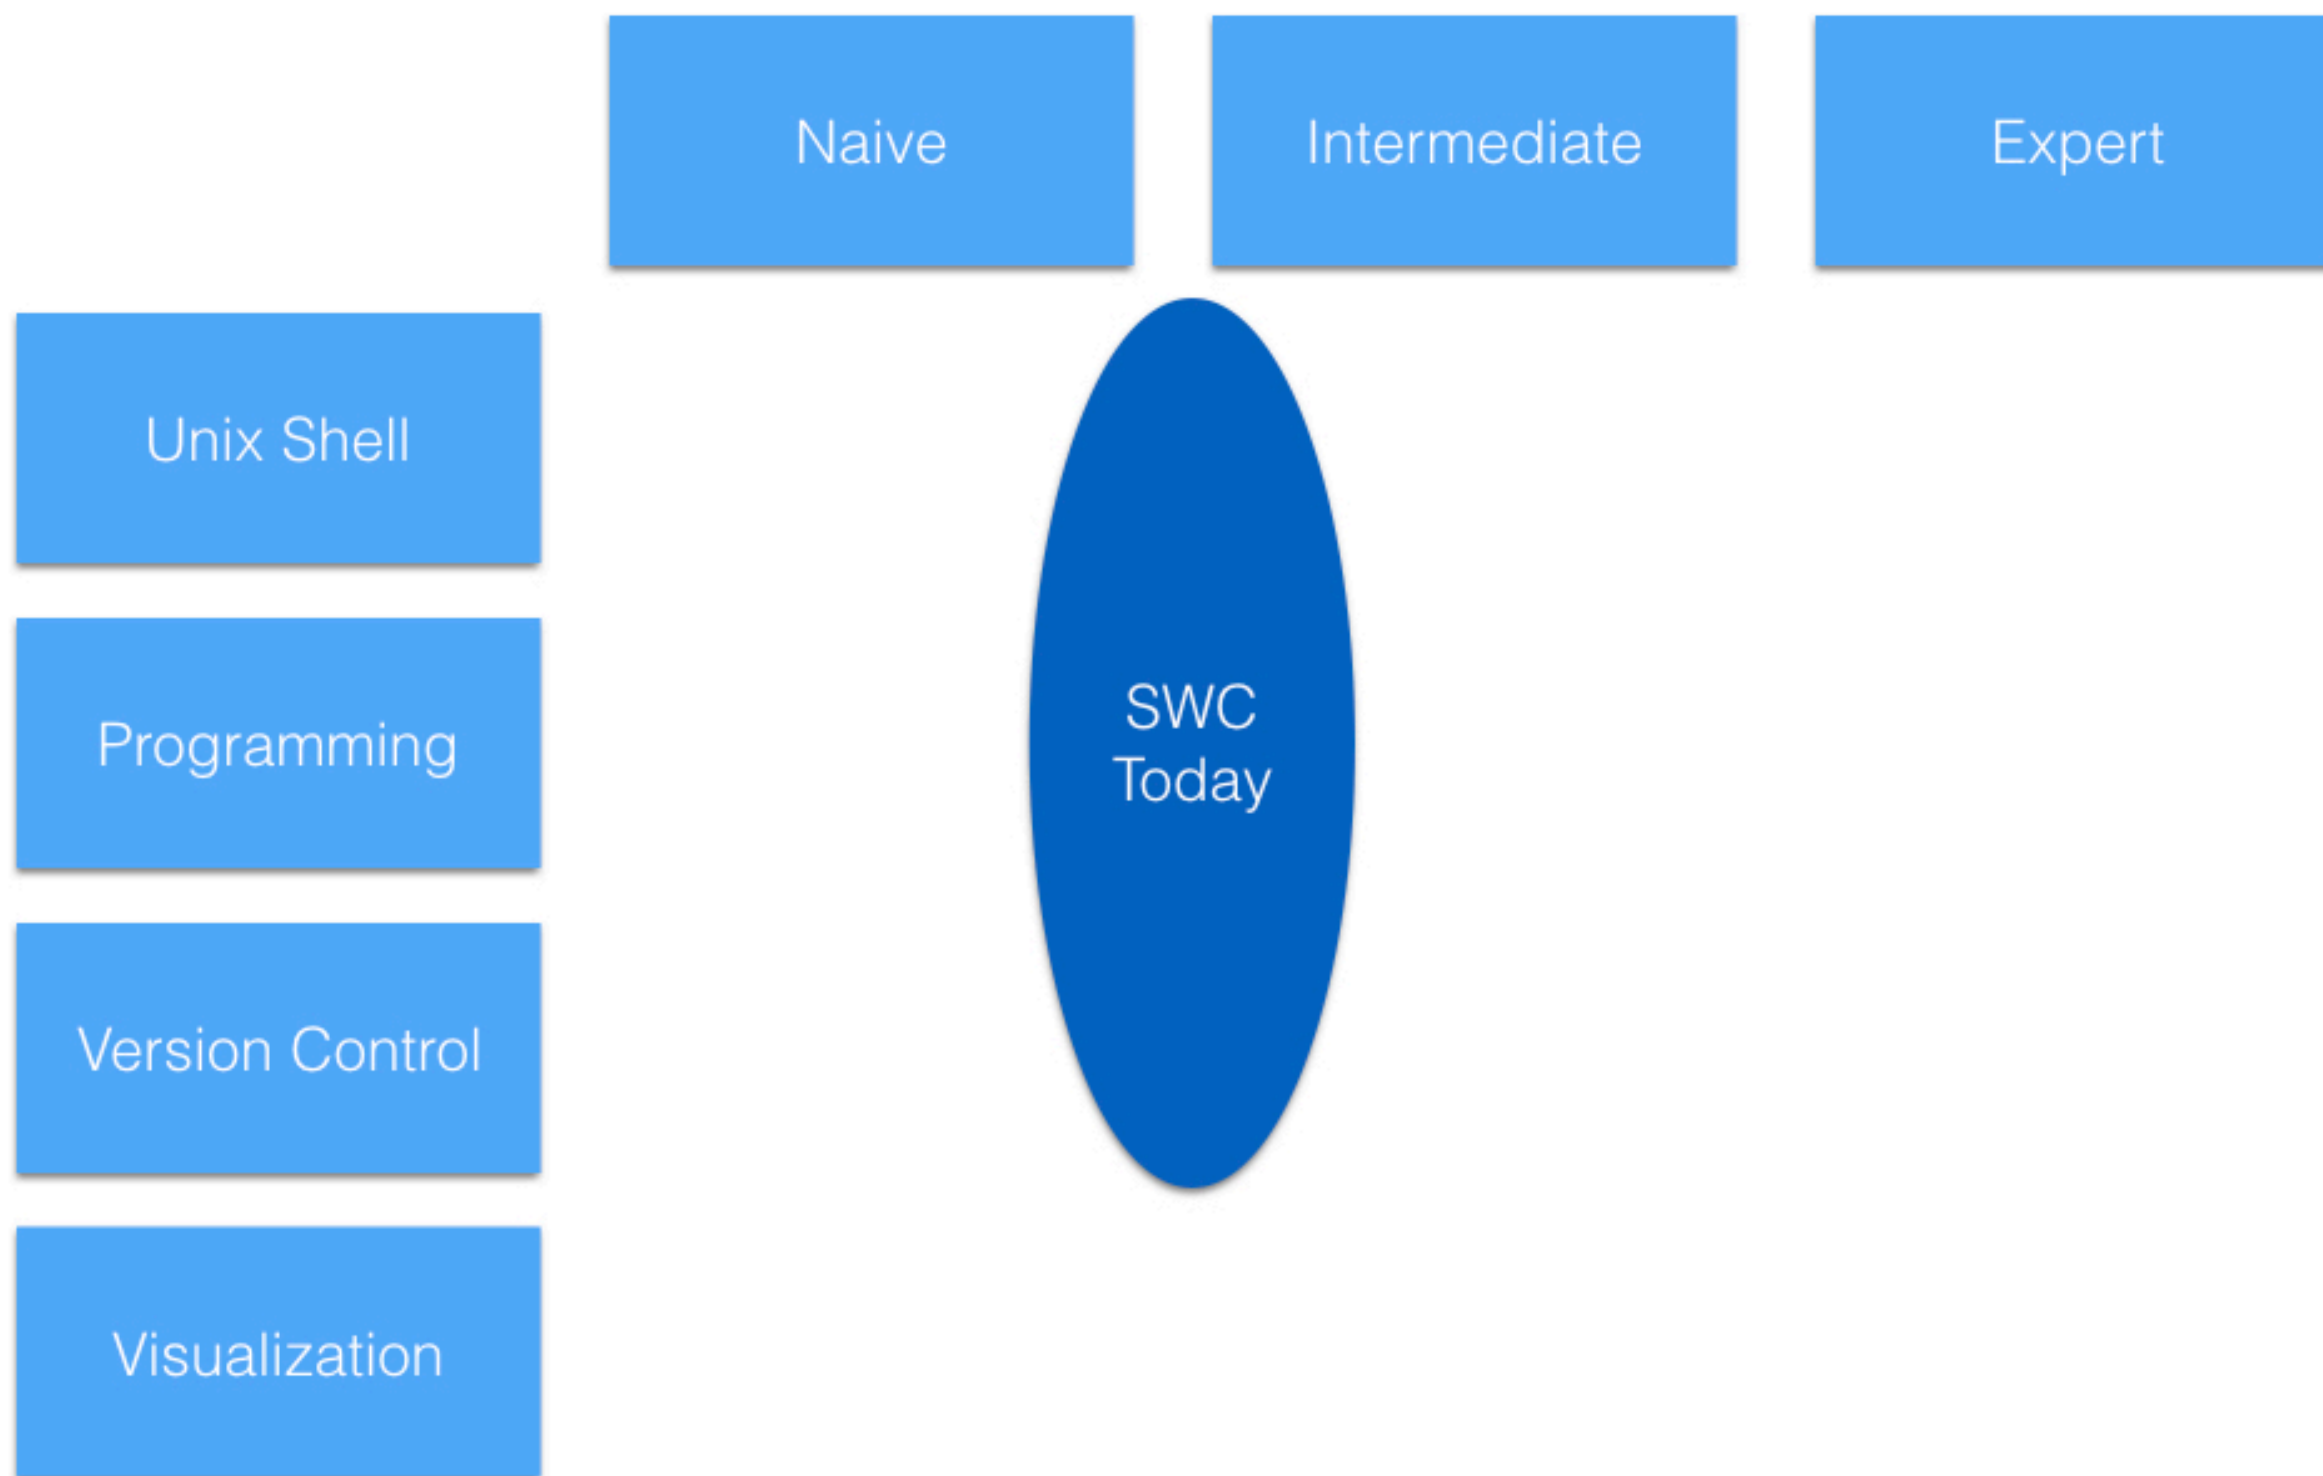 Naive
Intermediate
Expert
Unix Shell
Programming
SWC
Today
Version Control
Visualization